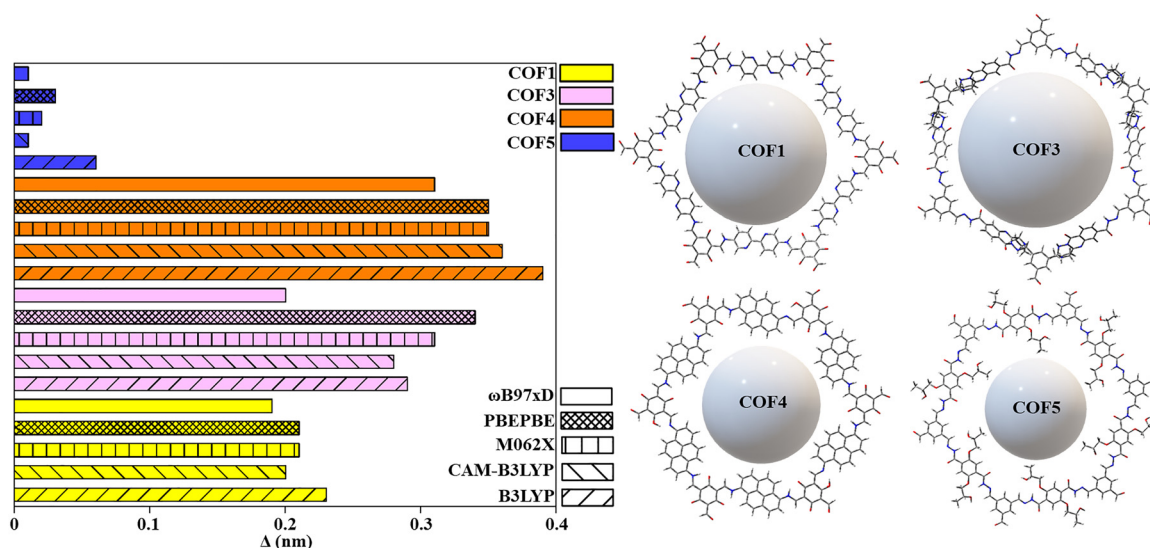 COF1
COF3
COF4
COF5
ωB97xD
PBEPBE
M062X
CAM-B3LYP
B3LYP
0 0.1 0.2 0.3 0.4
Δ (nm)
COF1
COF3
COF4
COF5